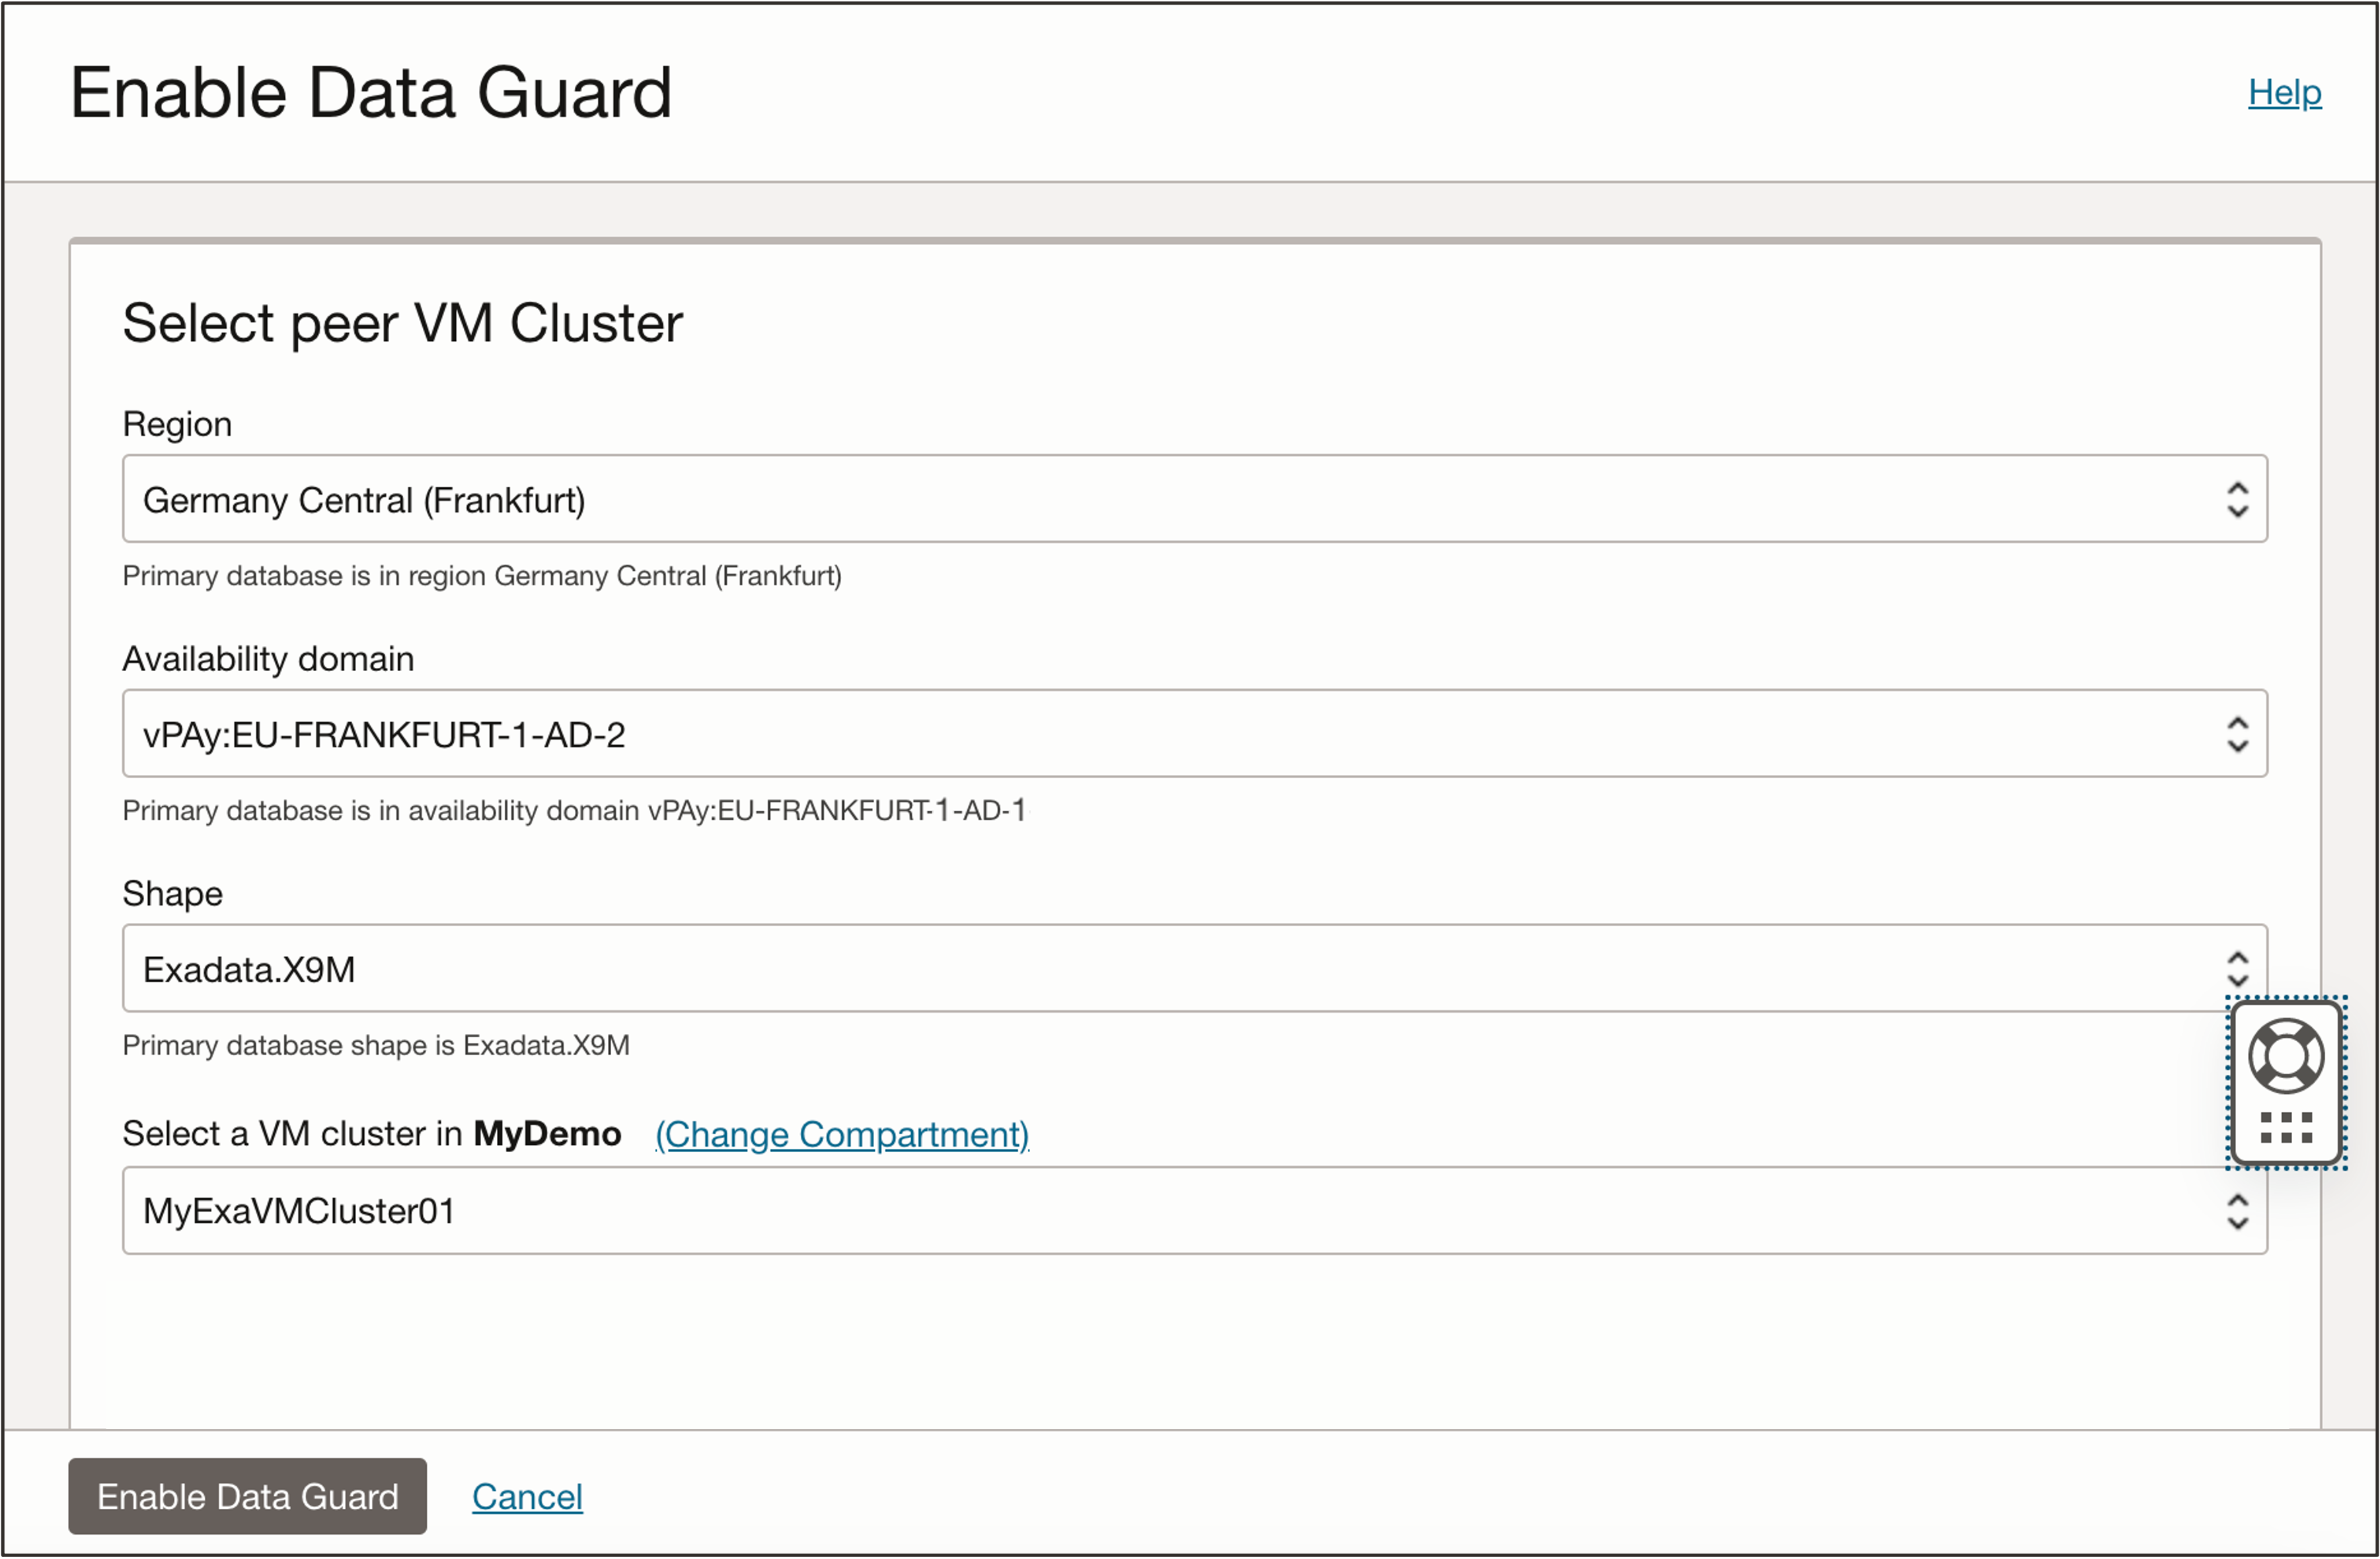 Enable Data Guard
Help
Select peer VM Cluster
Region
Germany Central (Frankfurt)
Primary database is in region Germany Central (Frankfurt)
Availability domain
vPAy:EU-FRANKFURT-1-AD-2
Primary database is in availability domain vPAy:EU-FRANKFURT-1-AD-1
Shape
Exadata.X9M
Primary database shape is Exadata.X9M
Select a VM cluster in MyDemo (Change Compartment)
MyExaVMCluster01
Enable Data Guard Cancel